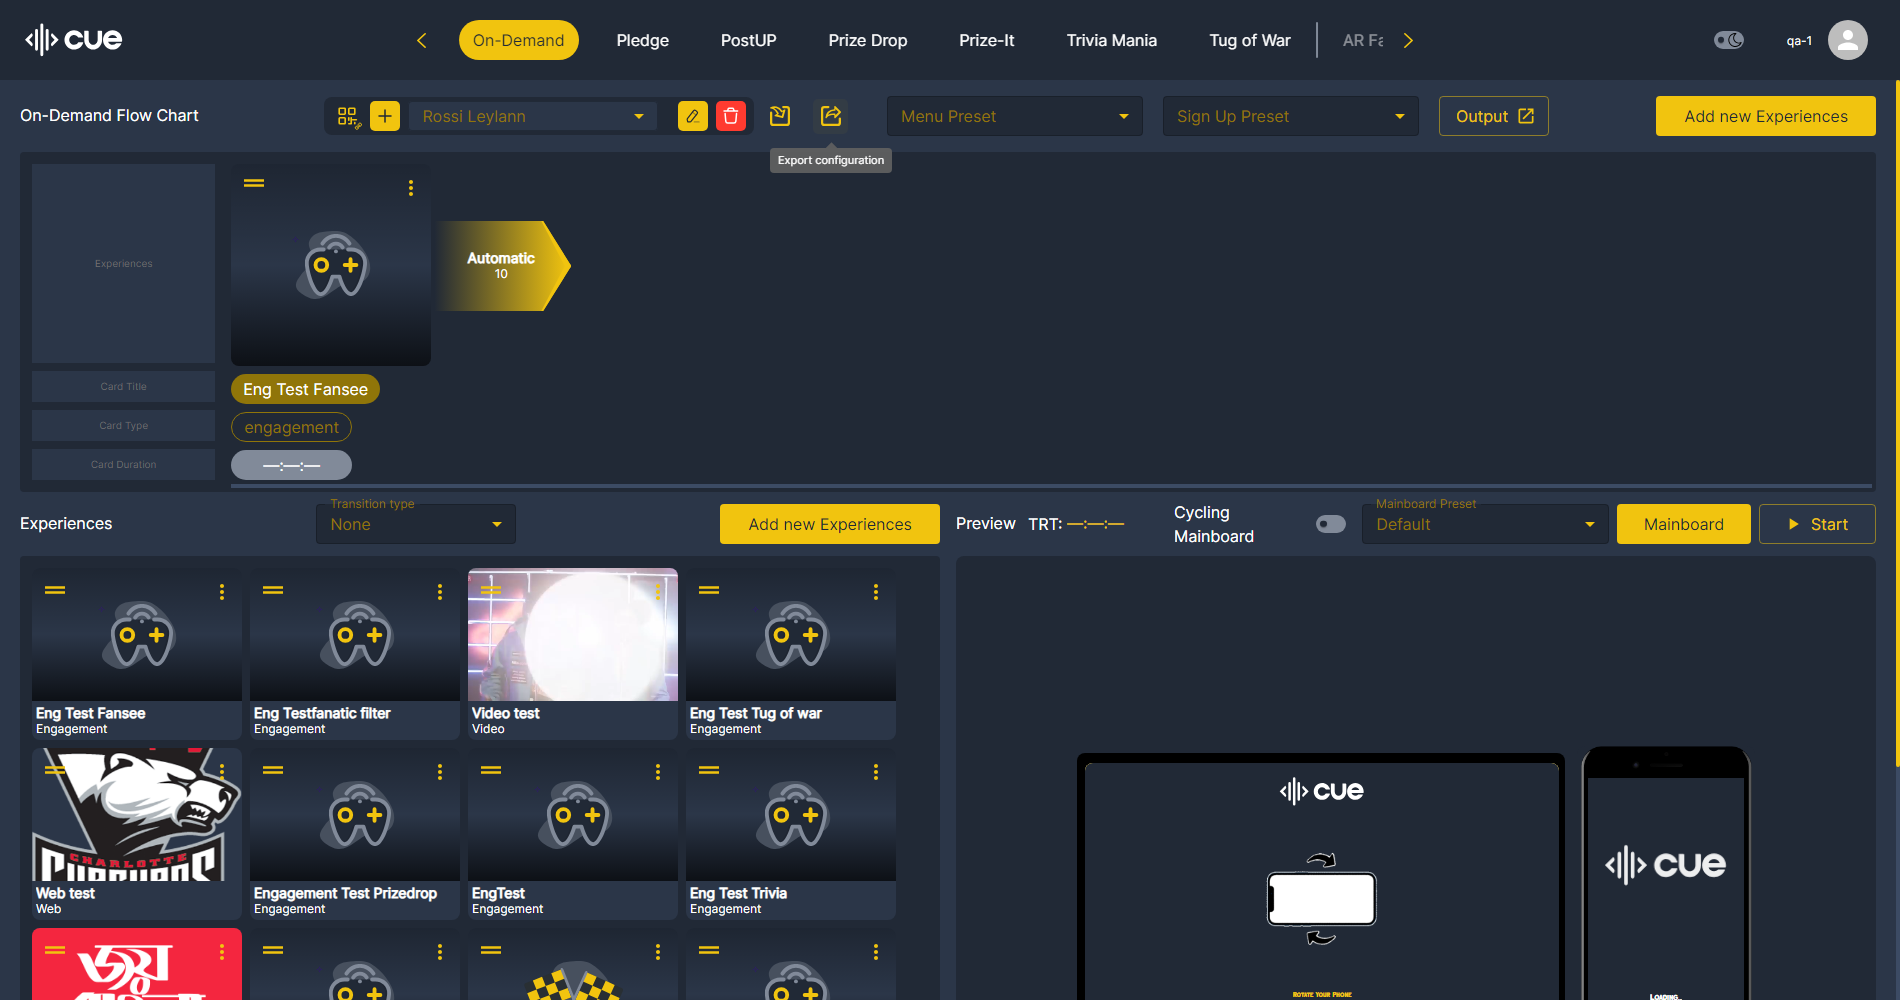 cue
On-Demand
Pledge
PostUP
Prize Drop
Prize-It
Trivia Mania
Tug of War
AR Fa
qa-1
On-Demand Flow Chart
Rossi Leylann
Menu Preset
Sign Up Preset
Output
Add new Experiences
Export configuration
Experiences
Automatic
10
Card Title
Eng Test Fansee
Card Type
engagement
Card Duration
—:—:—
Experiences
Transition type
None
Add new Experiences
Preview
TRT: —:—:—
Cycling
Mainboard
Mainboard Preset
Default
Mainboard
Start
Eng Test Fansee
Engagement
Eng Testfanatic filter
Engagement
Video test
Video
Eng Test Tug of war
Engagement
CHARLOTTE
Web test
Web
Engagement Test Prizedrop
Engagement
EngTest
Engagement
Eng Test Trivia
Engagement
জয়
cue
Rotate your Phone
cue
Loading